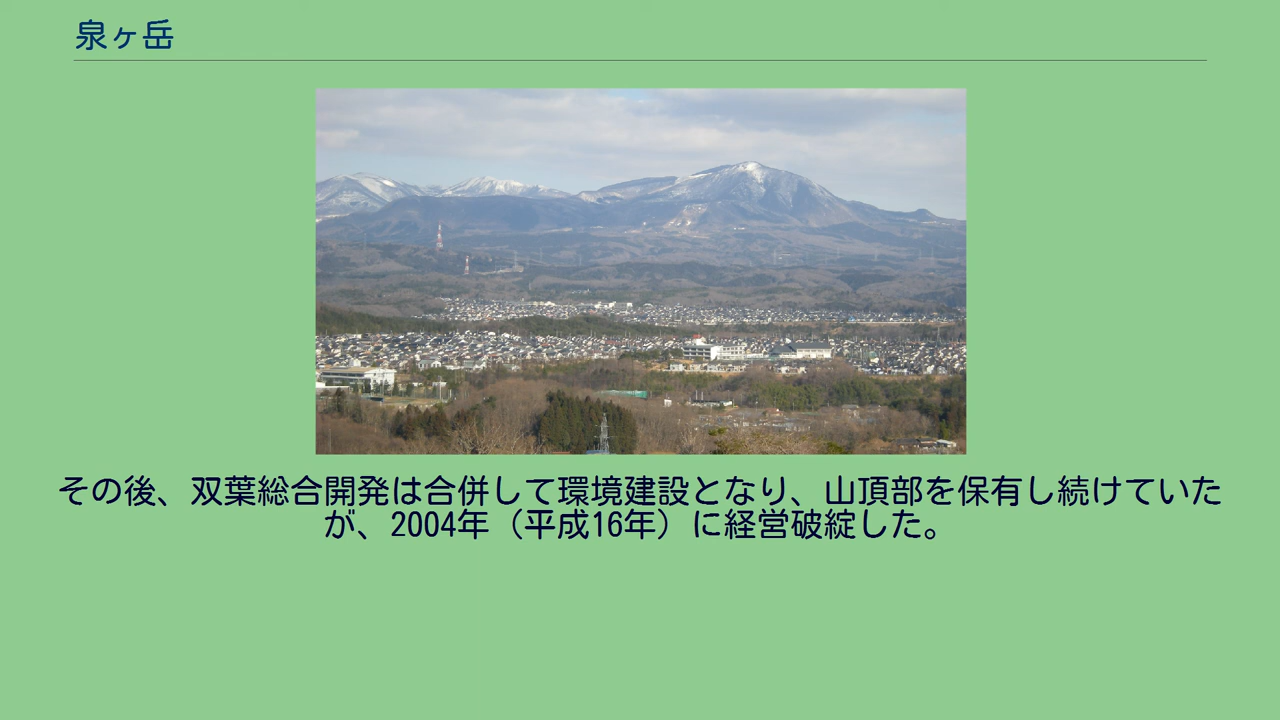 泉ヶ岳
その後、双葉総合開発は合併して環境建設となり、山頂部を保有し続けていた
が、2004年（平成16年）に経営破綻した。